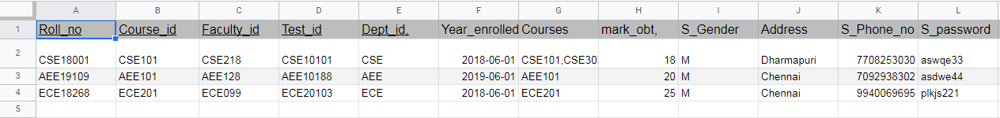 A B C D E F G H I J K L
1 Roll_no Course_id Faculty_id Test_id Dept_id, Year_enrolled Courses mark_obt, S_Gender Address S_Phone_no S_password
2 CSE18001 CSE101 CSE218 CSE10101 CSE 2018-06-01 CSE101,CSE303 18 M Dharmapuri 7708253030 aswqe33
3 AEE19109 AEE101 AEE128 AEE10188 AEE 2019-06-01 AEE101 20 M Chennai 7092938302 asdwe44
4 ECE18268 ECE201 ECE099 ECE20103 ECE 2018-06-01 ECE201 25 M Chennai 9940069695 plkjs221
5